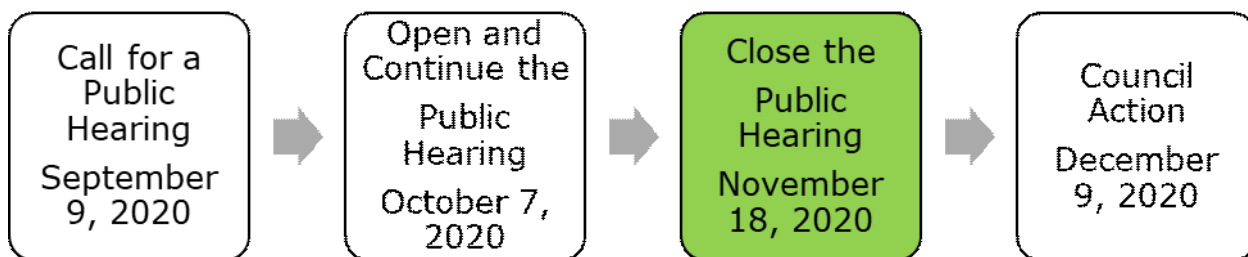 Call for a
Public
Hearing
September
9, 2020
Open and
Continue the
Public
Hearing
October 7,
2020
Close the
Public
Hearing
November
18, 2020
Council
Action
December
9, 2020